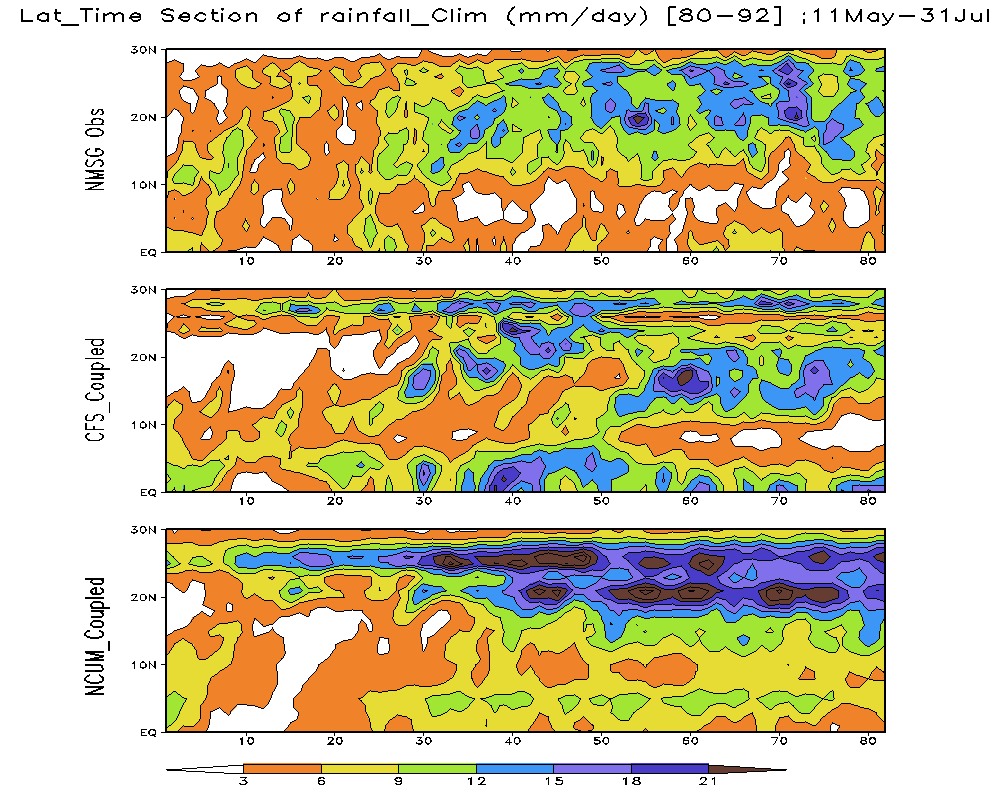 Lat_Time Section of rainfall_Clim (mm/day) [80-92] ;11May-31Jul
NMSG Obs
30N
20N
10N
EQ
10 20 30 40 50 60 70 80
CFS_Coupled
30N
20N
10N
EQ
10 20 30 40 50 60 70 80
NCUM_Coupled
30N
20N
10N
EQ
10 20 30 40 50 60 70 80
3 6 9 12 15 18 21